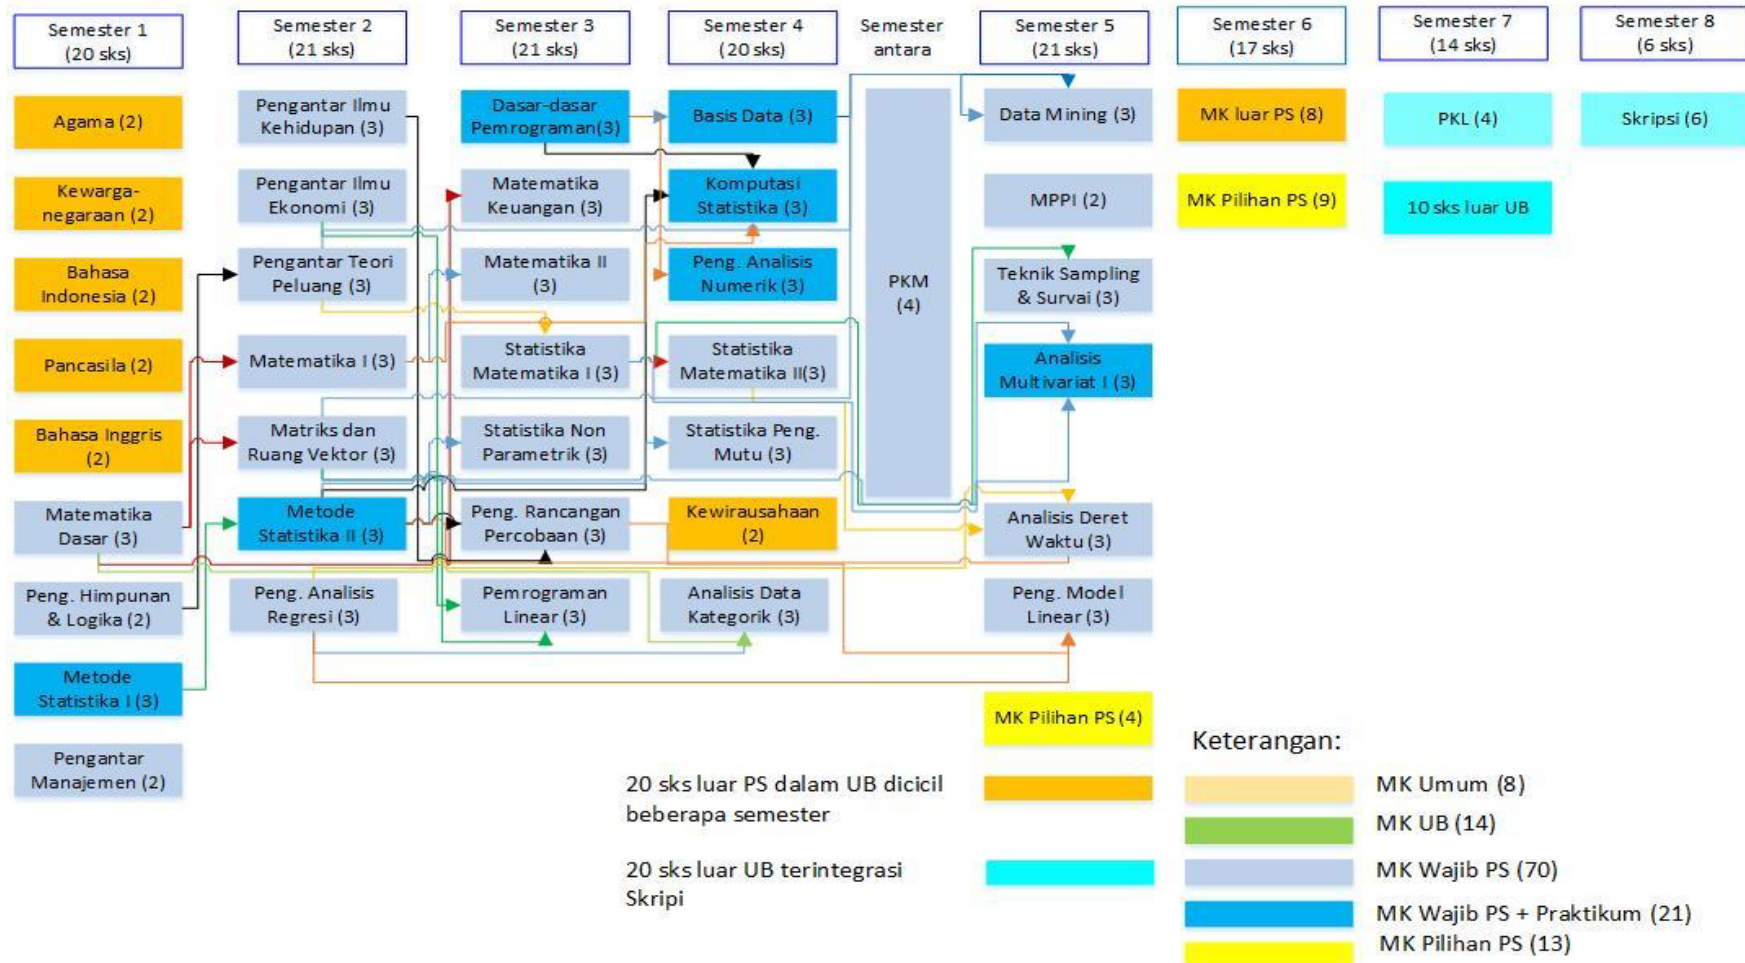 Semester 1
(20 sks)
Agama (2)
Kewarga-
negaraan (2)
Bahasa
Indonesia (2)
Pancasila (2)
Bahasa Inggris
(2)
Matematika
Dasar (3)
Peng. Himpunan
& Logika (2)
Metode
Statistika I (3)
Pengantar
Manajemen (2)
Semester 2
(21 sks)
Pengantar Ilmu
Kehidupan (3)
Pengantar Ilmu
Ekonomi (3)
Pengantar Teori
Peluang (3)
Matematika I (3)
Matriks dan
Ruang Vektor (3)
Metode
Statistika II (3)
Peng. Analisis
Regresi (3)
Semester 3
(21 sks)
Dasar-dasar
Pemrograman(3)
Matematika
Keuangan (3)
Matematika II
(3)
Statistika
Matematika I (3)
Statistika Non
Parametrik (3)
Peng. Rancangan
Percobaan (3)
Pemrograman
Linear (3)
Semester 4
(20 sks)
Basis Data (3)
Komputasi
Statistika (3)
Peng. Analisis
Numerik (3)
Statistika
Matematika II(3)
Statistika Peng.
Mutu (3)
Kewirausahaan
(2)
Analisis Data
Kategorik (3)
Semester
antara
PKM
(4)
Semester 5
(21 sks)
Data Mining (3)
MPPI (2)
Teknik Sampling
& Survai (3)
Analisis
Multivariat I (3)
Analisis Deret
Waktu (3)
Peng. Model
Linear (3)
MK Pilihan PS (4)
Semester 6
(17 sks)
MK luar PS (8)
MK Pilihan PS (9)
Semester 7
(14 sks)
PKL (4)
10 sks luar UB
Semester 8
(6 sks)
Skripsi (6)
20 sks luar PS dalam UB dicicil
beberapa semester
20 sks luar UB terintegrasi
Skripi
Keterangan:
MK Umum (8)
MK UB (14)
MK Wajib PS (70)
MK Wajib PS + Praktikum (21)
MK Pilihan PS (13)